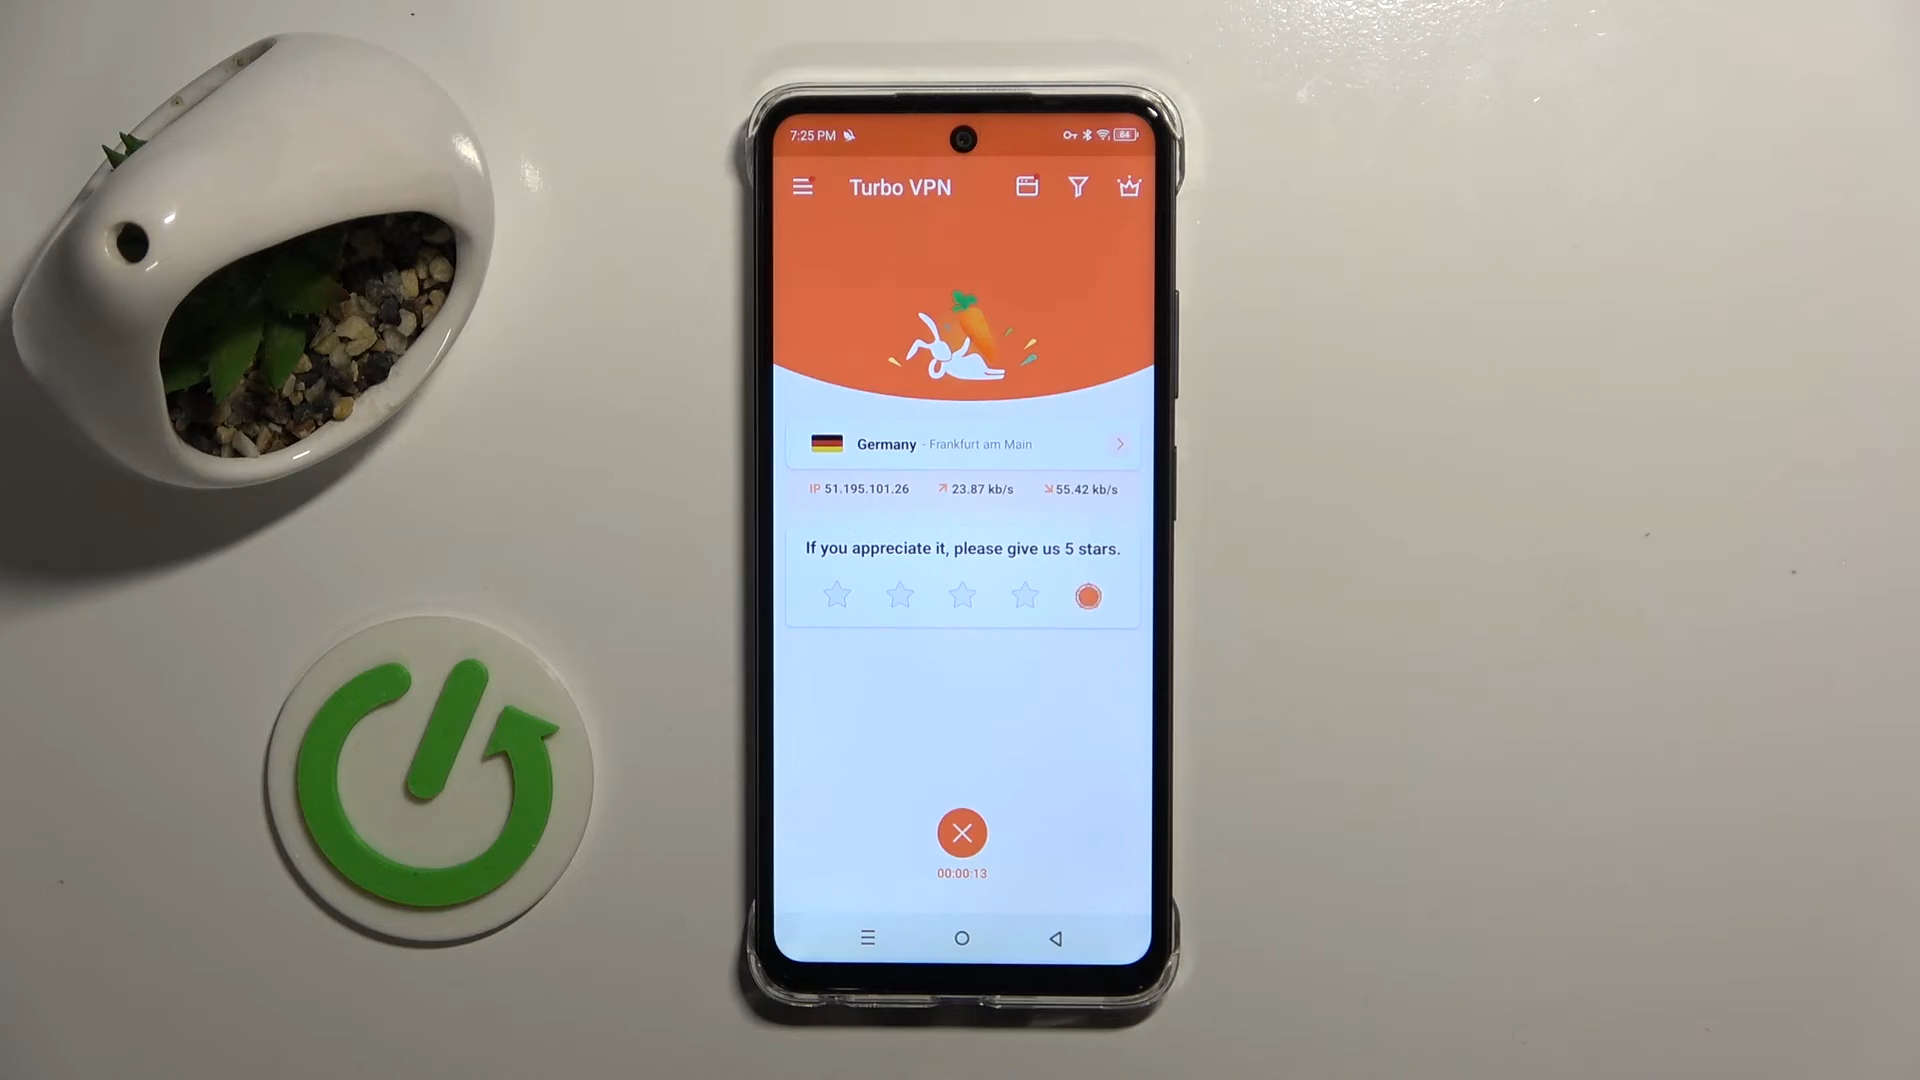 7:25 PM
84
Turbo VPN
Germany - Frankfurt am Main
IP 51.195.101.26 23.87 kb/s 55.42 kb/s
If you appreciate it, please give us 5 stars.
00:00:13